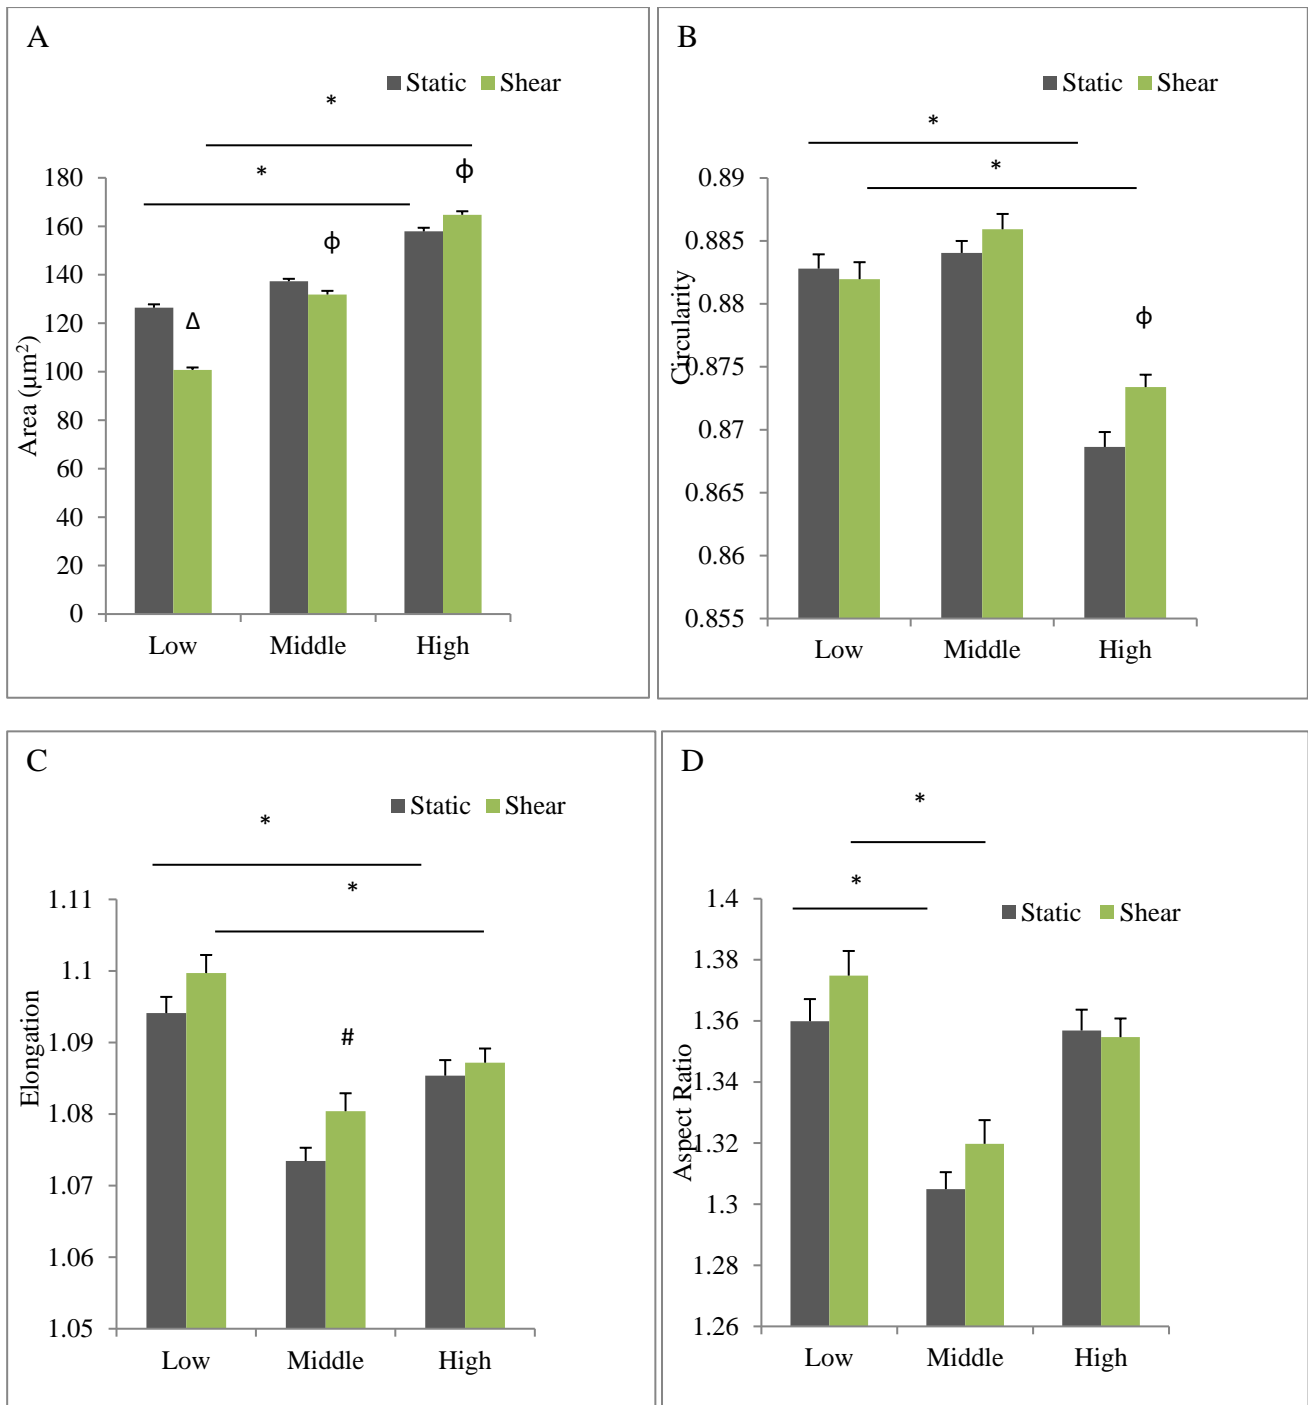 A
Static Shear
*
*
ϕ
ϕ
Δ
180
160
140
120
100
80
60
40
20
0
Area (µm²)
Low Middle High
B
Static Shear
*
*
ϕ
0.89
0.885
0.88
0.875
0.87
0.865
0.86
0.855
Circularity
Low Middle High
C
Static Shear
*
*
#
1.11
1.1
1.09
1.08
1.07
1.06
1.05
Elongation
Low Middle High
D
*
*
Static Shear
1.4
1.38
1.36
1.34
1.32
1.3
1.28
1.26
Aspect Ratio
Low Middle High